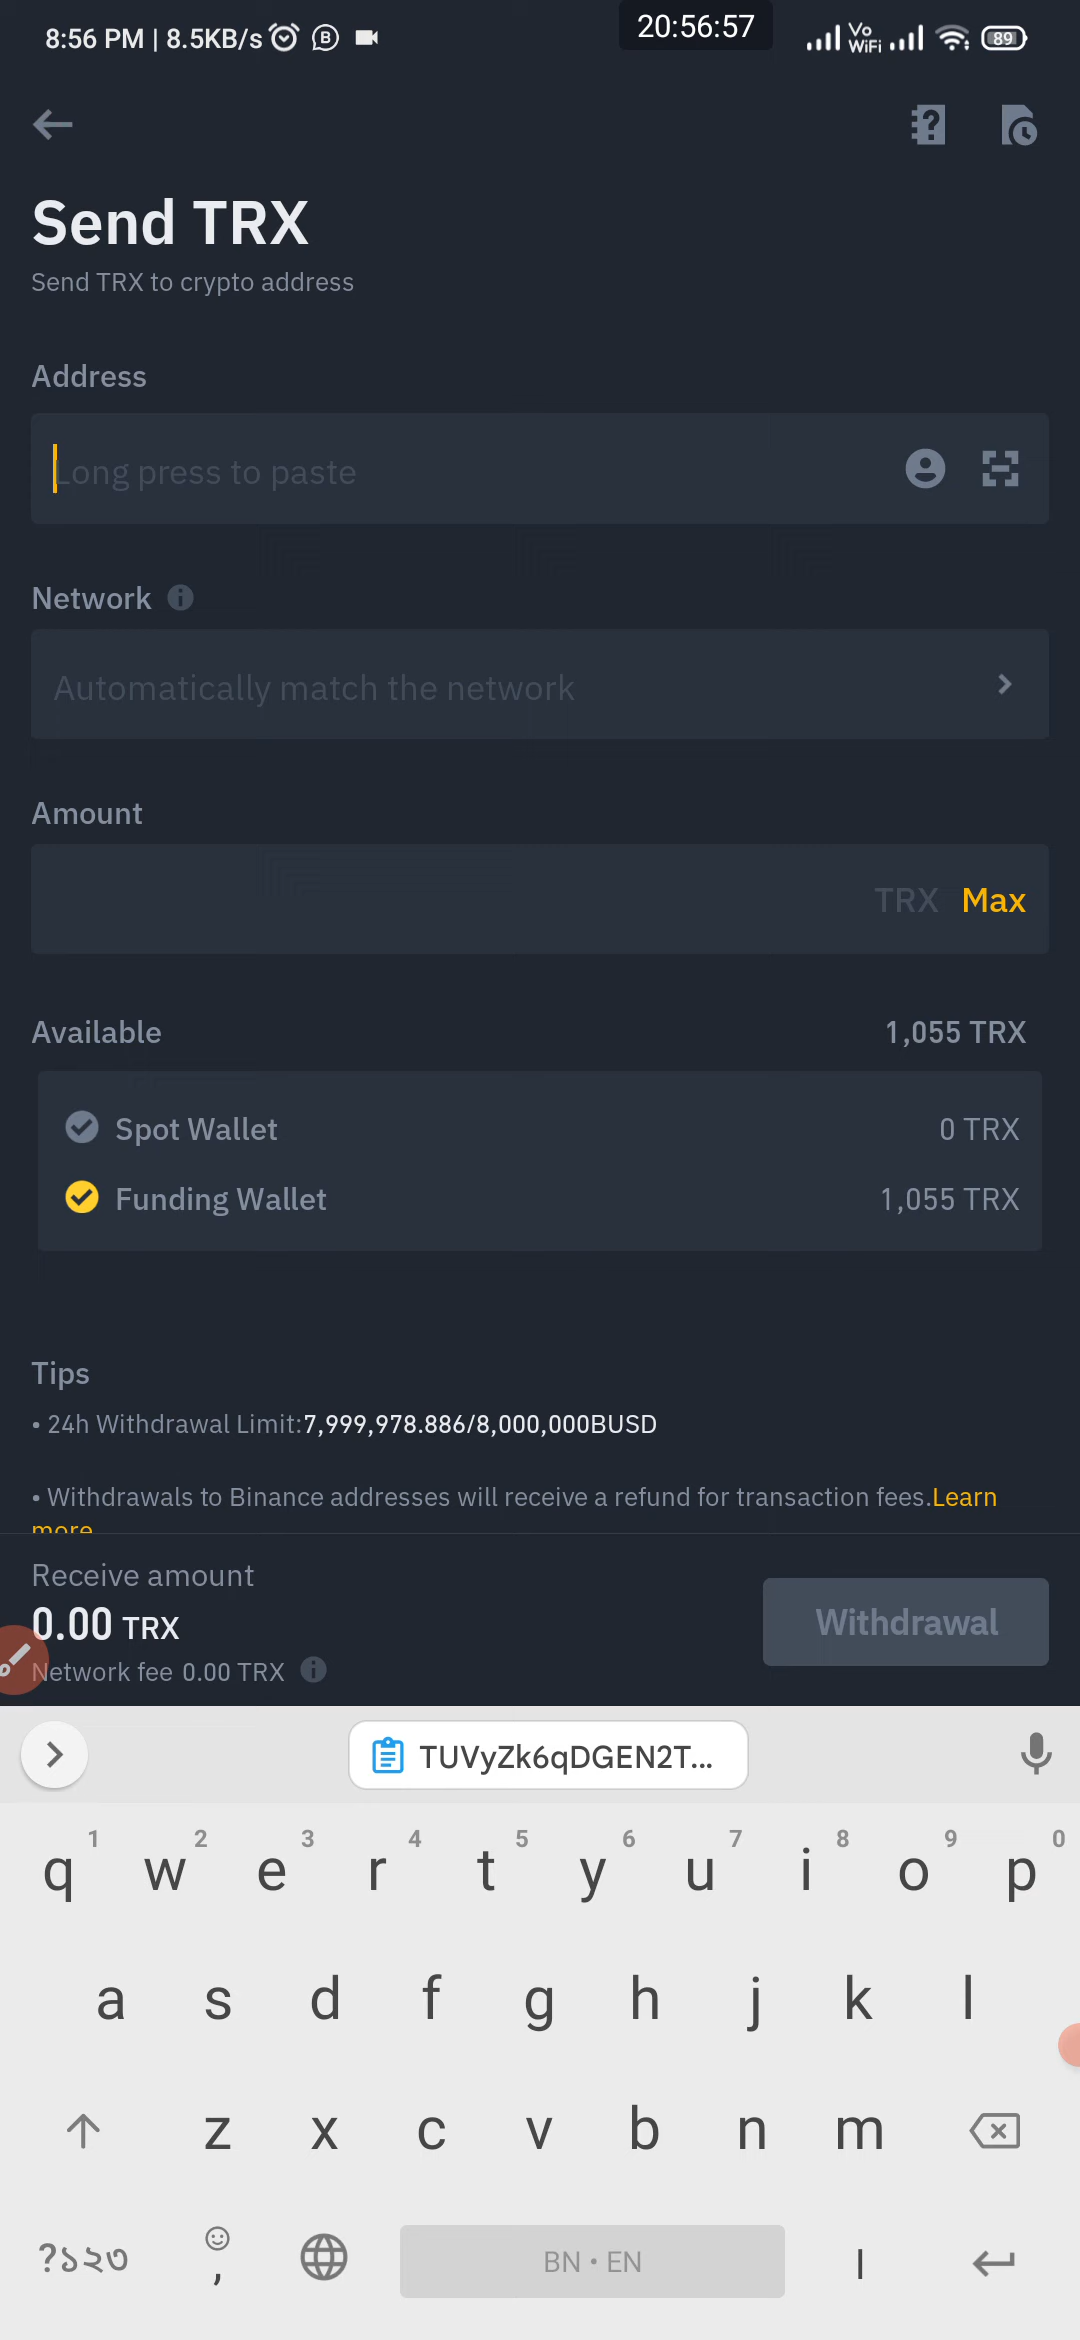 8:56 PM | 8.5KB/s
20:56:57
Vo
WiFi
89
Send TRX
Send TRX to crypto address
Address
Long press to paste
Network
Automatically match the network
Amount
TRX Max
Available 1,055 TRX
Spot Wallet 0 TRX
Funding Wallet 1,055 TRX
Tips
• 24h Withdrawal Limit:7,999,978.886/8,000,000BUSD
• Withdrawals to Binance addresses will receive a refund for transaction fees.Learn
more
Receive amount
0.00 TRX
Network fee 0.00 TRX
Withdrawal
TUVyZk6qDGEN2T...
1 2 3 4 5 6 7 8 9 0
q w e r t y u i o p
a s d f g h j k l
z x c v b n m
?১২৩ , BN • EN ।